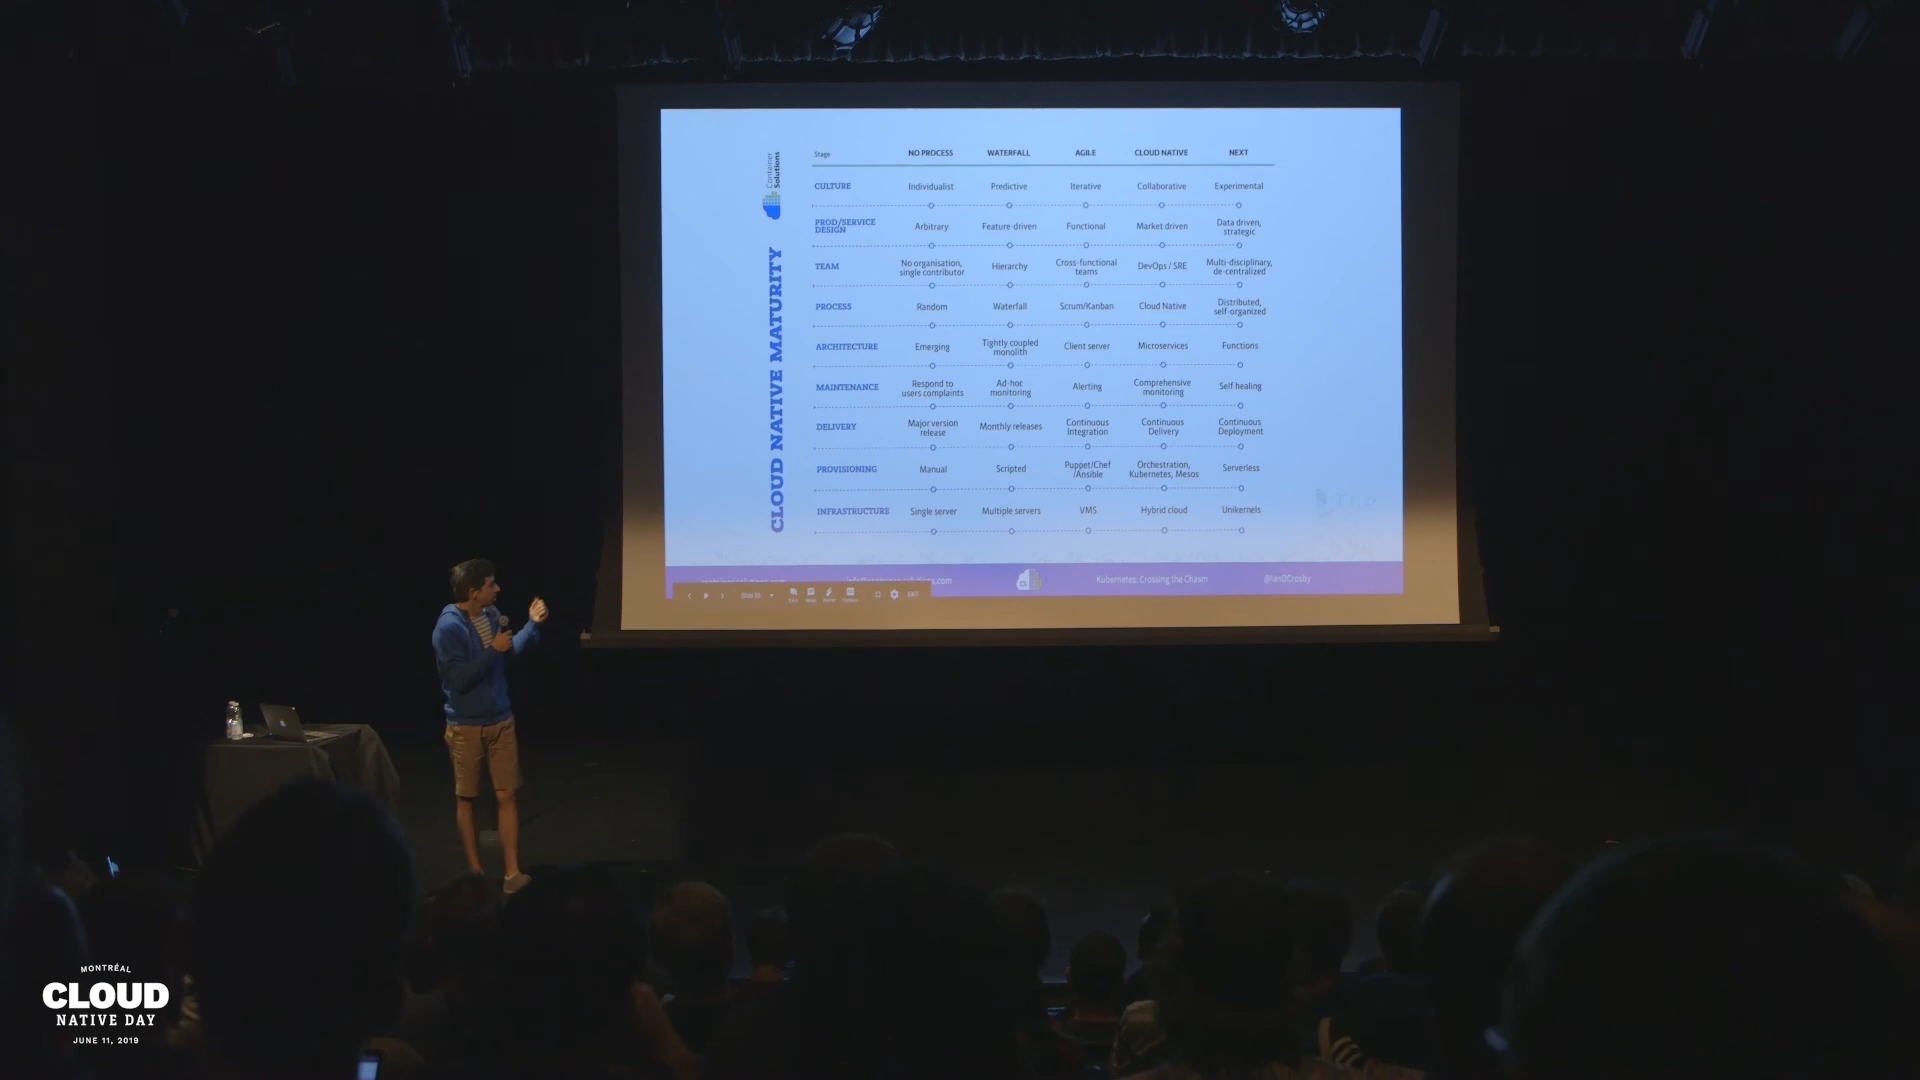 Container
Solutions
CLOUD NATIVE MATURITY
Stage NO PROCESS WATERFALL AGILE CLOUD NATIVE NEXT
CULTURE Individualist Predictive Iterative Collaborative Experimental
PROD/SERVICE DESIGN Arbitrary Feature-driven Functional Market driven Data driven, strategic
TEAM No organisation, single contributor Hierarchy Cross-functional teams DevOps / SRE Multi-disciplinary, de-centralized
PROCESS Random Waterfall Scrum/Kanban Cloud Native Distributed, self-organized
ARCHITECTURE Emerging Tightly coupled monolith Client server Microservices Functions
MAINTENANCE Respond to users complaints Ad-hoc monitoring Alerting Comprehensive monitoring Self healing
DELIVERY Major version release Monthly releases Continuous Integration Continuous Delivery Continuous Deployment
PROVISIONING Manual Scripted Puppet/Chef /Ansible Orchestration, Kubernetes, Mesos Serverless
INFRASTRUCTURE Single server Multiple servers VMS Hybrid cloud Unikernels
Kubernetes: Crossing the Chasm @IanDCrosby
EXIT
MONTRÉAL
CLOUD
NATIVE DAY
JUNE 11, 2019